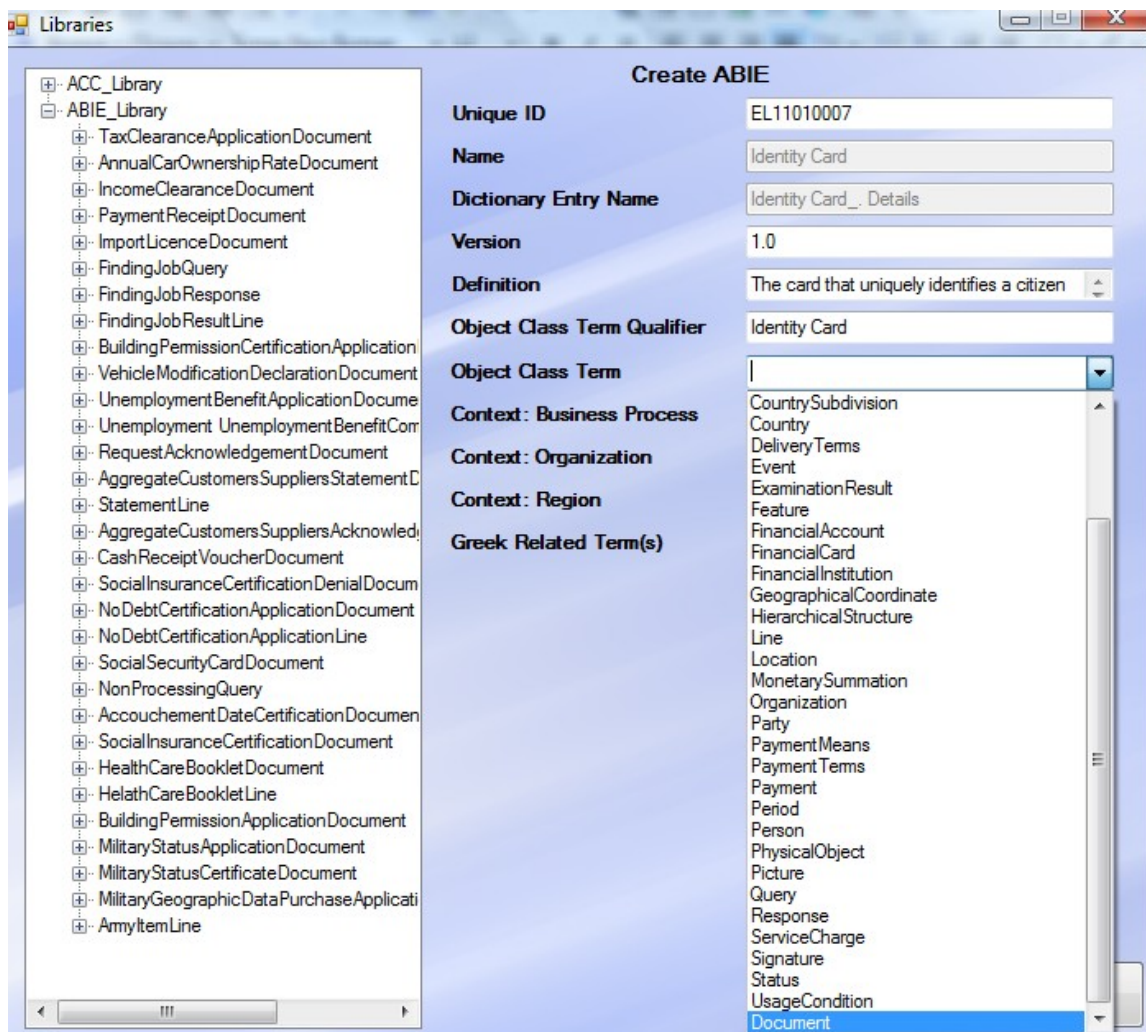 Libraries
ACC_Library
ABIE_Library
TaxClearanceApplicationDocument
AnnualCarOwnershipRateDocument
IncomeClearanceDocument
PaymentReceiptDocument
ImportLicenceDocument
FindingJobQuery
FindingJobResponse
FindingJobResultLine
BuildingPermissionCertificationApplication
VehicleModificationDeclarationDocument
UnemploymentBenefitApplicationDocume
Unemployment UnemploymentBenefitCom
RequestAcknowledgementDocument
AggregateCustomersSuppliersStatementD
StatementLine
AggregateCustomersSuppliersAcknowled
CashReceiptVoucherDocument
SocialInsuranceCertificationDenialDocum
NoDebtCertificationApplicationDocument
NoDebtCertificationApplicationLine
SocialSecurityCardDocument
NonProcessingQuery
AccouchementDateCertificationDocumen
SocialInsuranceCertificationDocument
HealthCareBookletDocument
HelathCareBookletLine
BuildingPermissionApplicationDocument
MilitaryStatusApplicationDocument
MilitaryStatusCertificateDocument
MilitaryGeographicDataPurchaseApplicati
ArmyItemLine
Create ABIE
Unique ID EL11010007
Name Identity Card
Dictionary Entry Name Identity Card_. Details
Version 1.0
Definition The card that uniquely identifies a citizen
Object Class Term Qualifier Identity Card
Object Class Term
Context: Business Process
Context: Organization
Context: Region
Greek Related Term(s)
CountrySubdivision
Country
DeliveryTerms
Event
ExaminationResult
Feature
FinancialAccount
FinancialCard
FinancialInstitution
GeographicalCoordinate
HierarchicalStructure
Line
Location
MonetarySummation
Organization
Party
PaymentMeans
PaymentTerms
Payment
Period
Person
PhysicalObject
Picture
Query
Response
ServiceCharge
Signature
Status
UsageCondition
Document